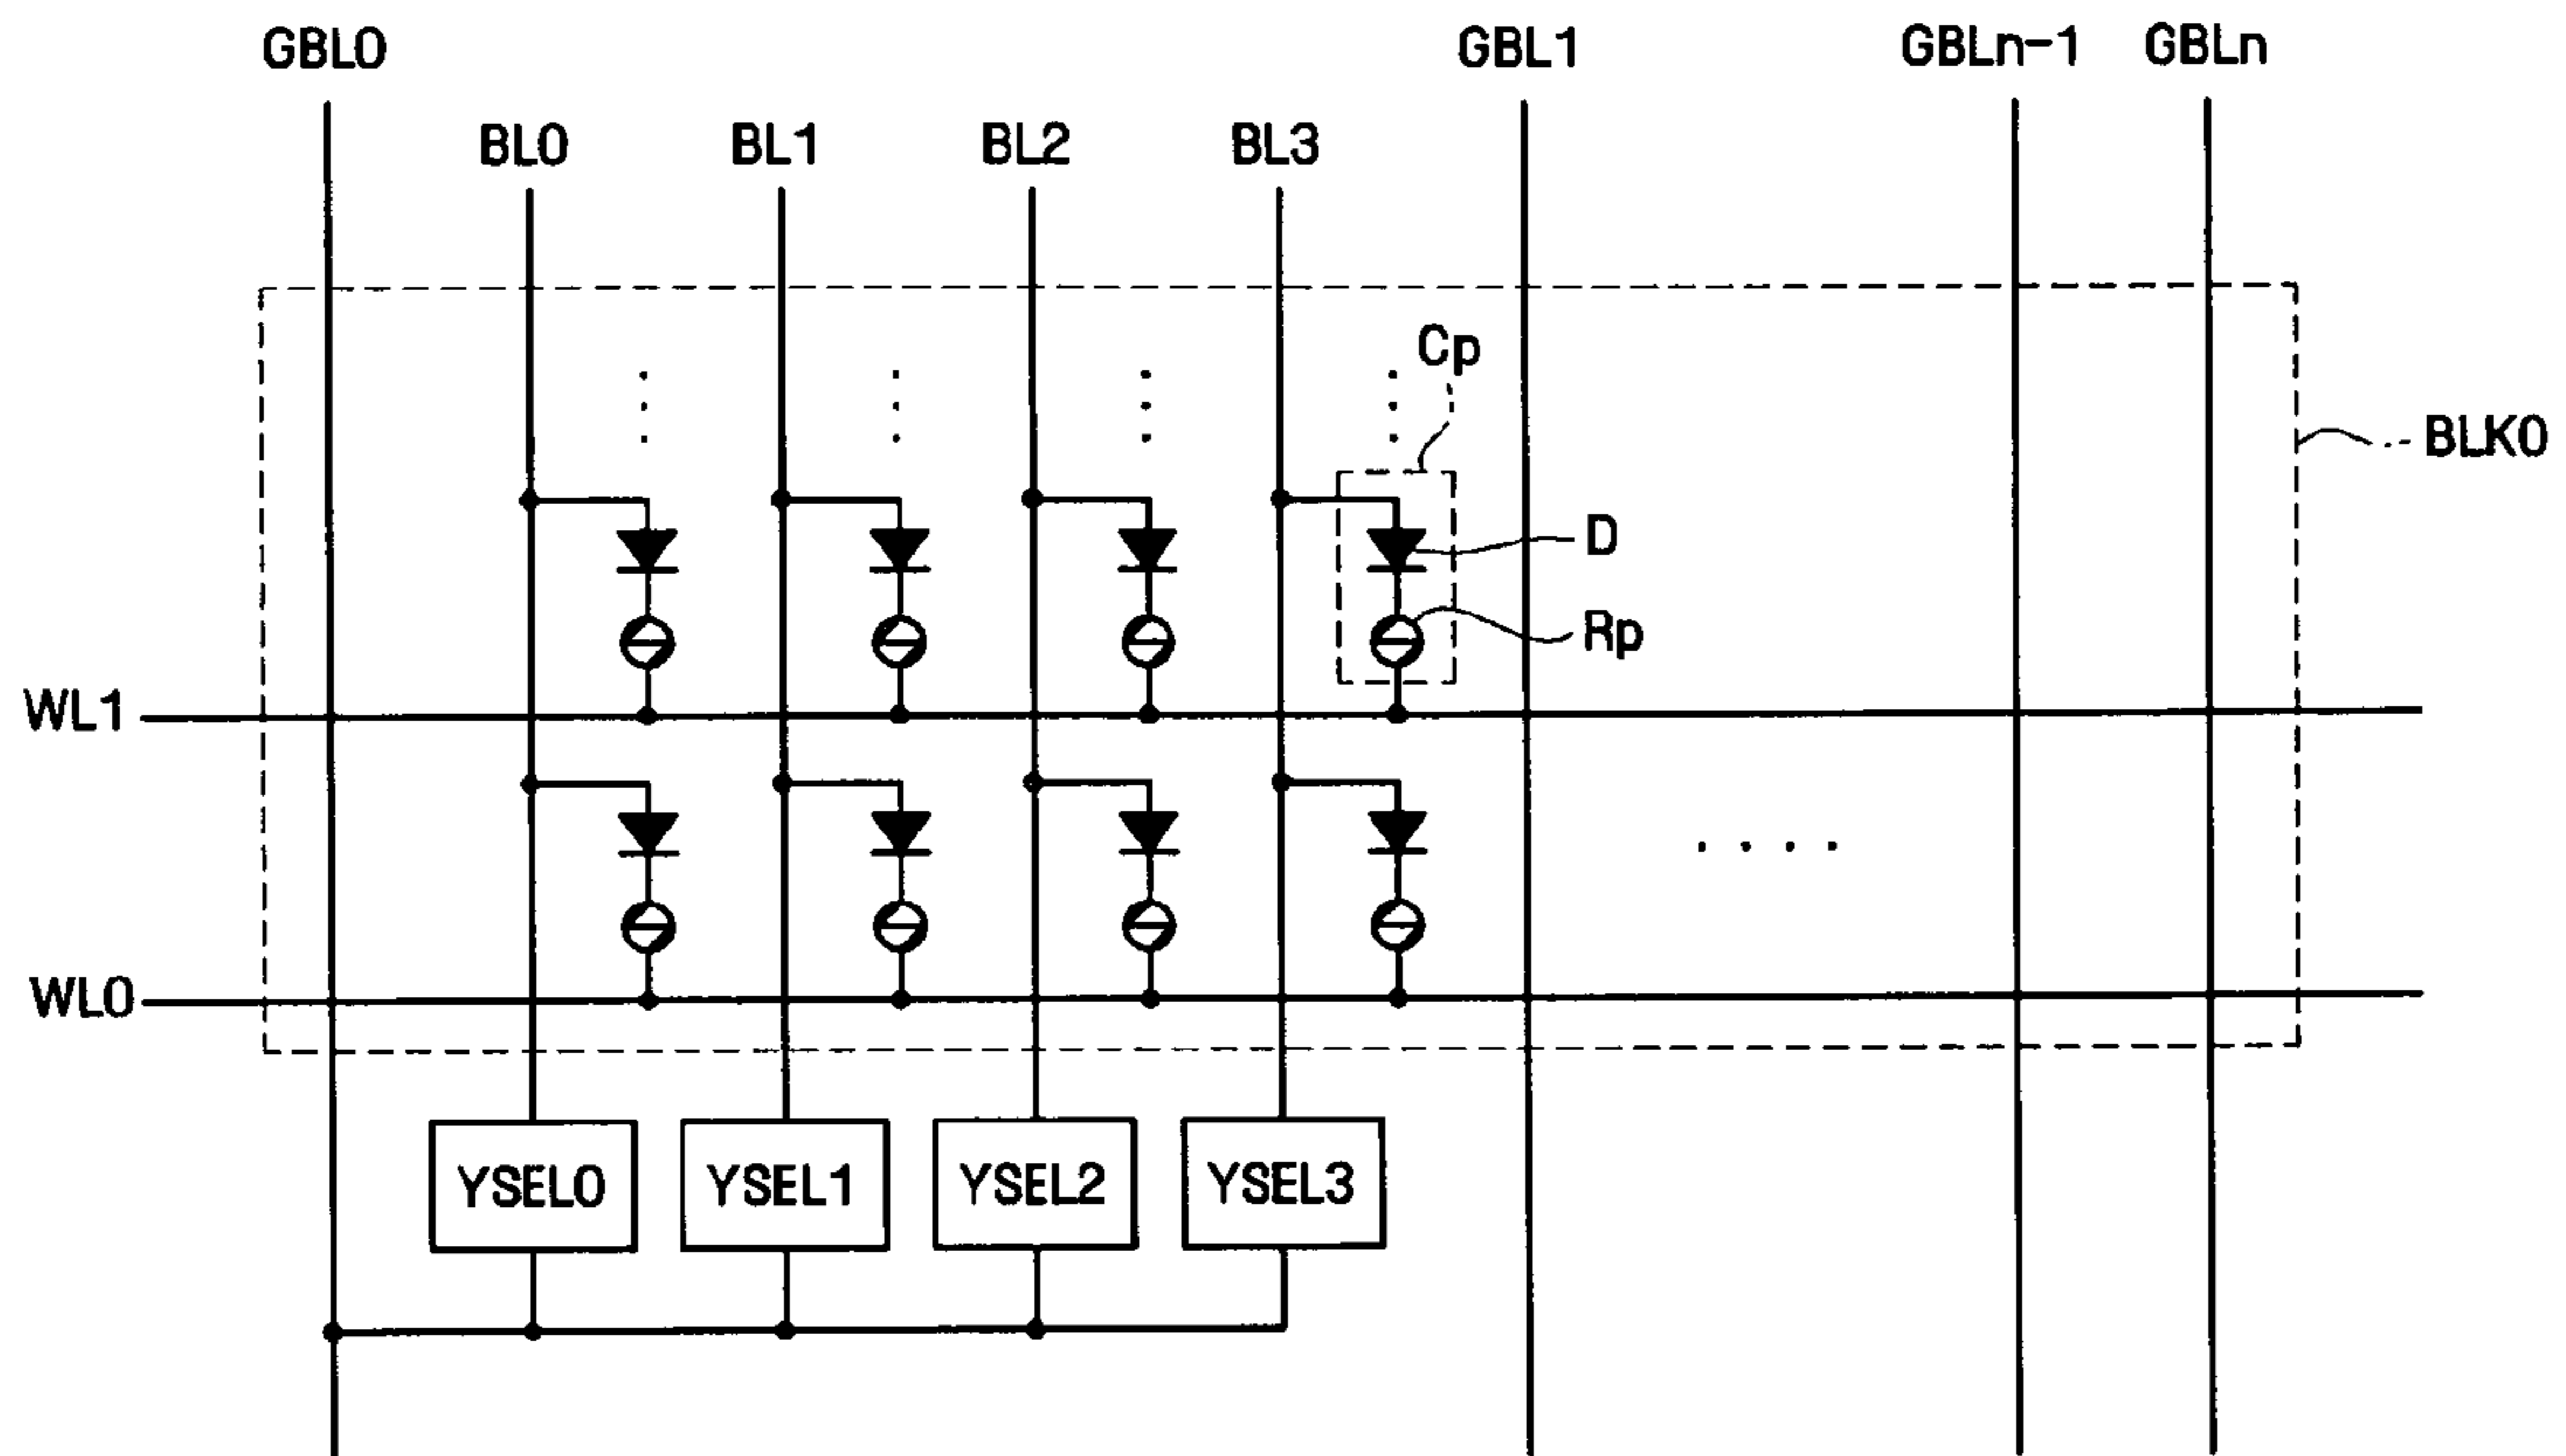 GBL0 GBL1 GBLn-1 GBLn
BL0 BL1 BL2 BL3
Cp
BLK0
D
Rp
WL1
WL0
YSEL0 YSEL1 YSEL2 YSEL3